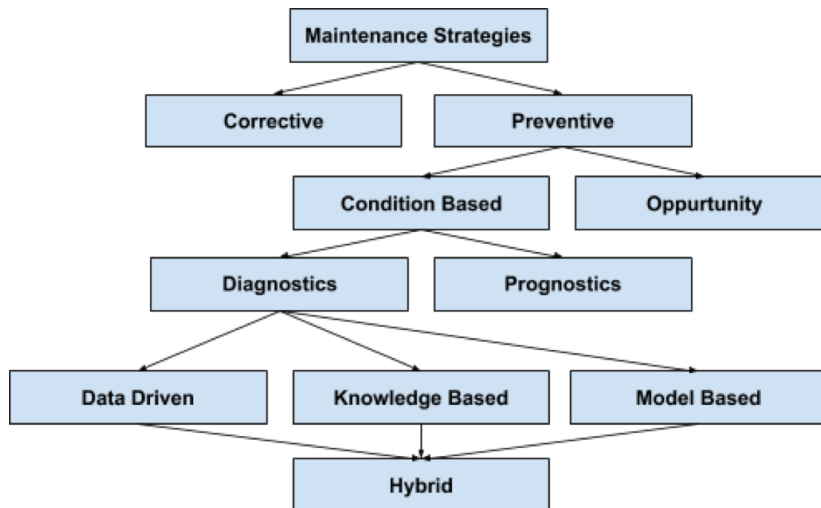 Maintenance Strategies
Corrective
Preventive
Condition Based
Oppurtunity
Diagnostics
Prognostics
Data Driven
Knowledge Based
Model Based
Hybrid